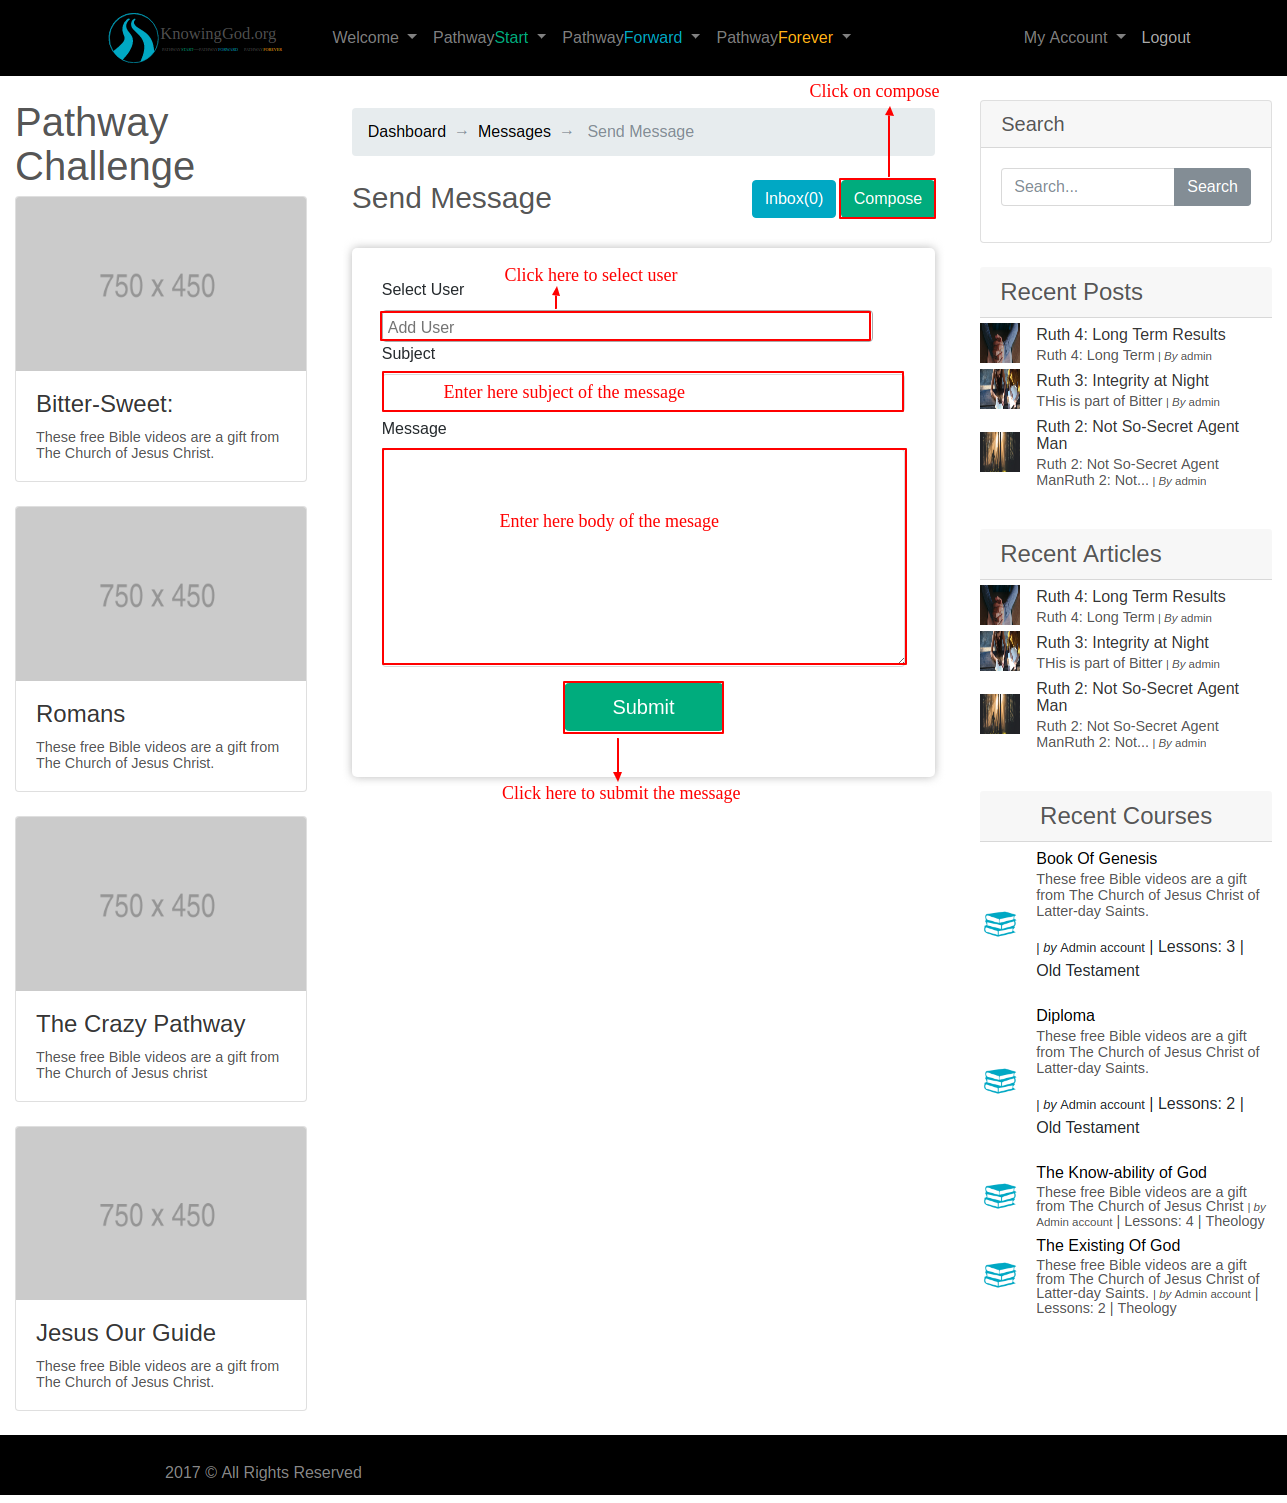 KnowingGod.org
Welcome PathwayStart PathwayForward PathwayForever My Account Logout
Click on compose
Pathway
Challenge
750 x 450
Bitter-Sweet:
These free Bible videos are a gift from
The Church of Jesus Christ.
750 x 450
Romans
These free Bible videos are a gift from
The Church of Jesus Christ.
750 x 450
The Crazy Pathway
These free Bible videos are a gift from
The Church of Jesus christ
750 x 450
Jesus Our Guide
These free Bible videos are a gift from
The Church of Jesus Christ.
Dashboard → Messages → Send Message
Send Message
Inbox(0) Compose
Click here to select user
Select User
Add User
Subject
Enter here subject of the message
Message
Enter here body of the mesage
Submit
Click here to submit the message
Search
Search... Search
Recent Posts
Ruth 4: Long Term Results
Ruth 4: Long Term | By admin
Ruth 3: Integrity at Night
THis is part of Bitter | By admin
Ruth 2: Not So-Secret Agent
Man
Ruth 2: Not So-Secret Agent
ManRuth 2: Not... | By admin
Recent Articles
Ruth 4: Long Term Results
Ruth 4: Long Term | By admin
Ruth 3: Integrity at Night
THis is part of Bitter | By admin
Ruth 2: Not So-Secret Agent
Man
Ruth 2: Not So-Secret Agent
ManRuth 2: Not... | By admin
Recent Courses
Book Of Genesis
These free Bible videos are a gift
from The Church of Jesus Christ of
Latter-day Saints.
| by Admin account | Lessons: 3 |
Old Testament
Diploma
These free Bible videos are a gift
from The Church of Jesus Christ of
Latter-day Saints.
| by Admin account | Lessons: 2 |
Old Testament
The Know-ability of God
These free Bible videos are a gift
from The Church of Jesus Christ | by
Admin account | Lessons: 4 | Theology
The Existing Of God
These free Bible videos are a gift
from The Church of Jesus Christ of
Latter-day Saints. | by Admin account |
Lessons: 2 | Theology
2017 © All Rights Reserved